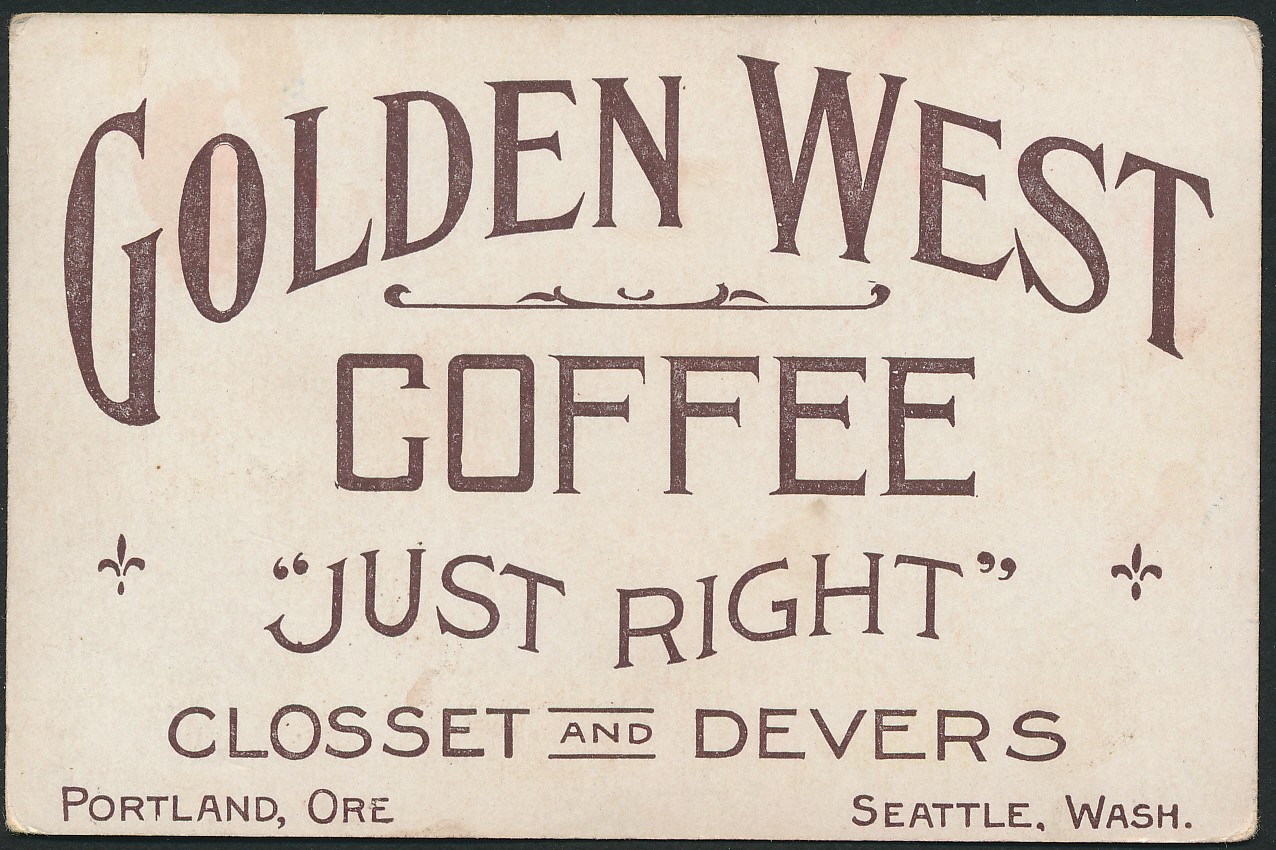 GOLDEN WEST
COFFEE
"JUST RIGHT"
CLOSSET AND DEVERS
PORTLAND, ORE
SEATTLE, WASH.